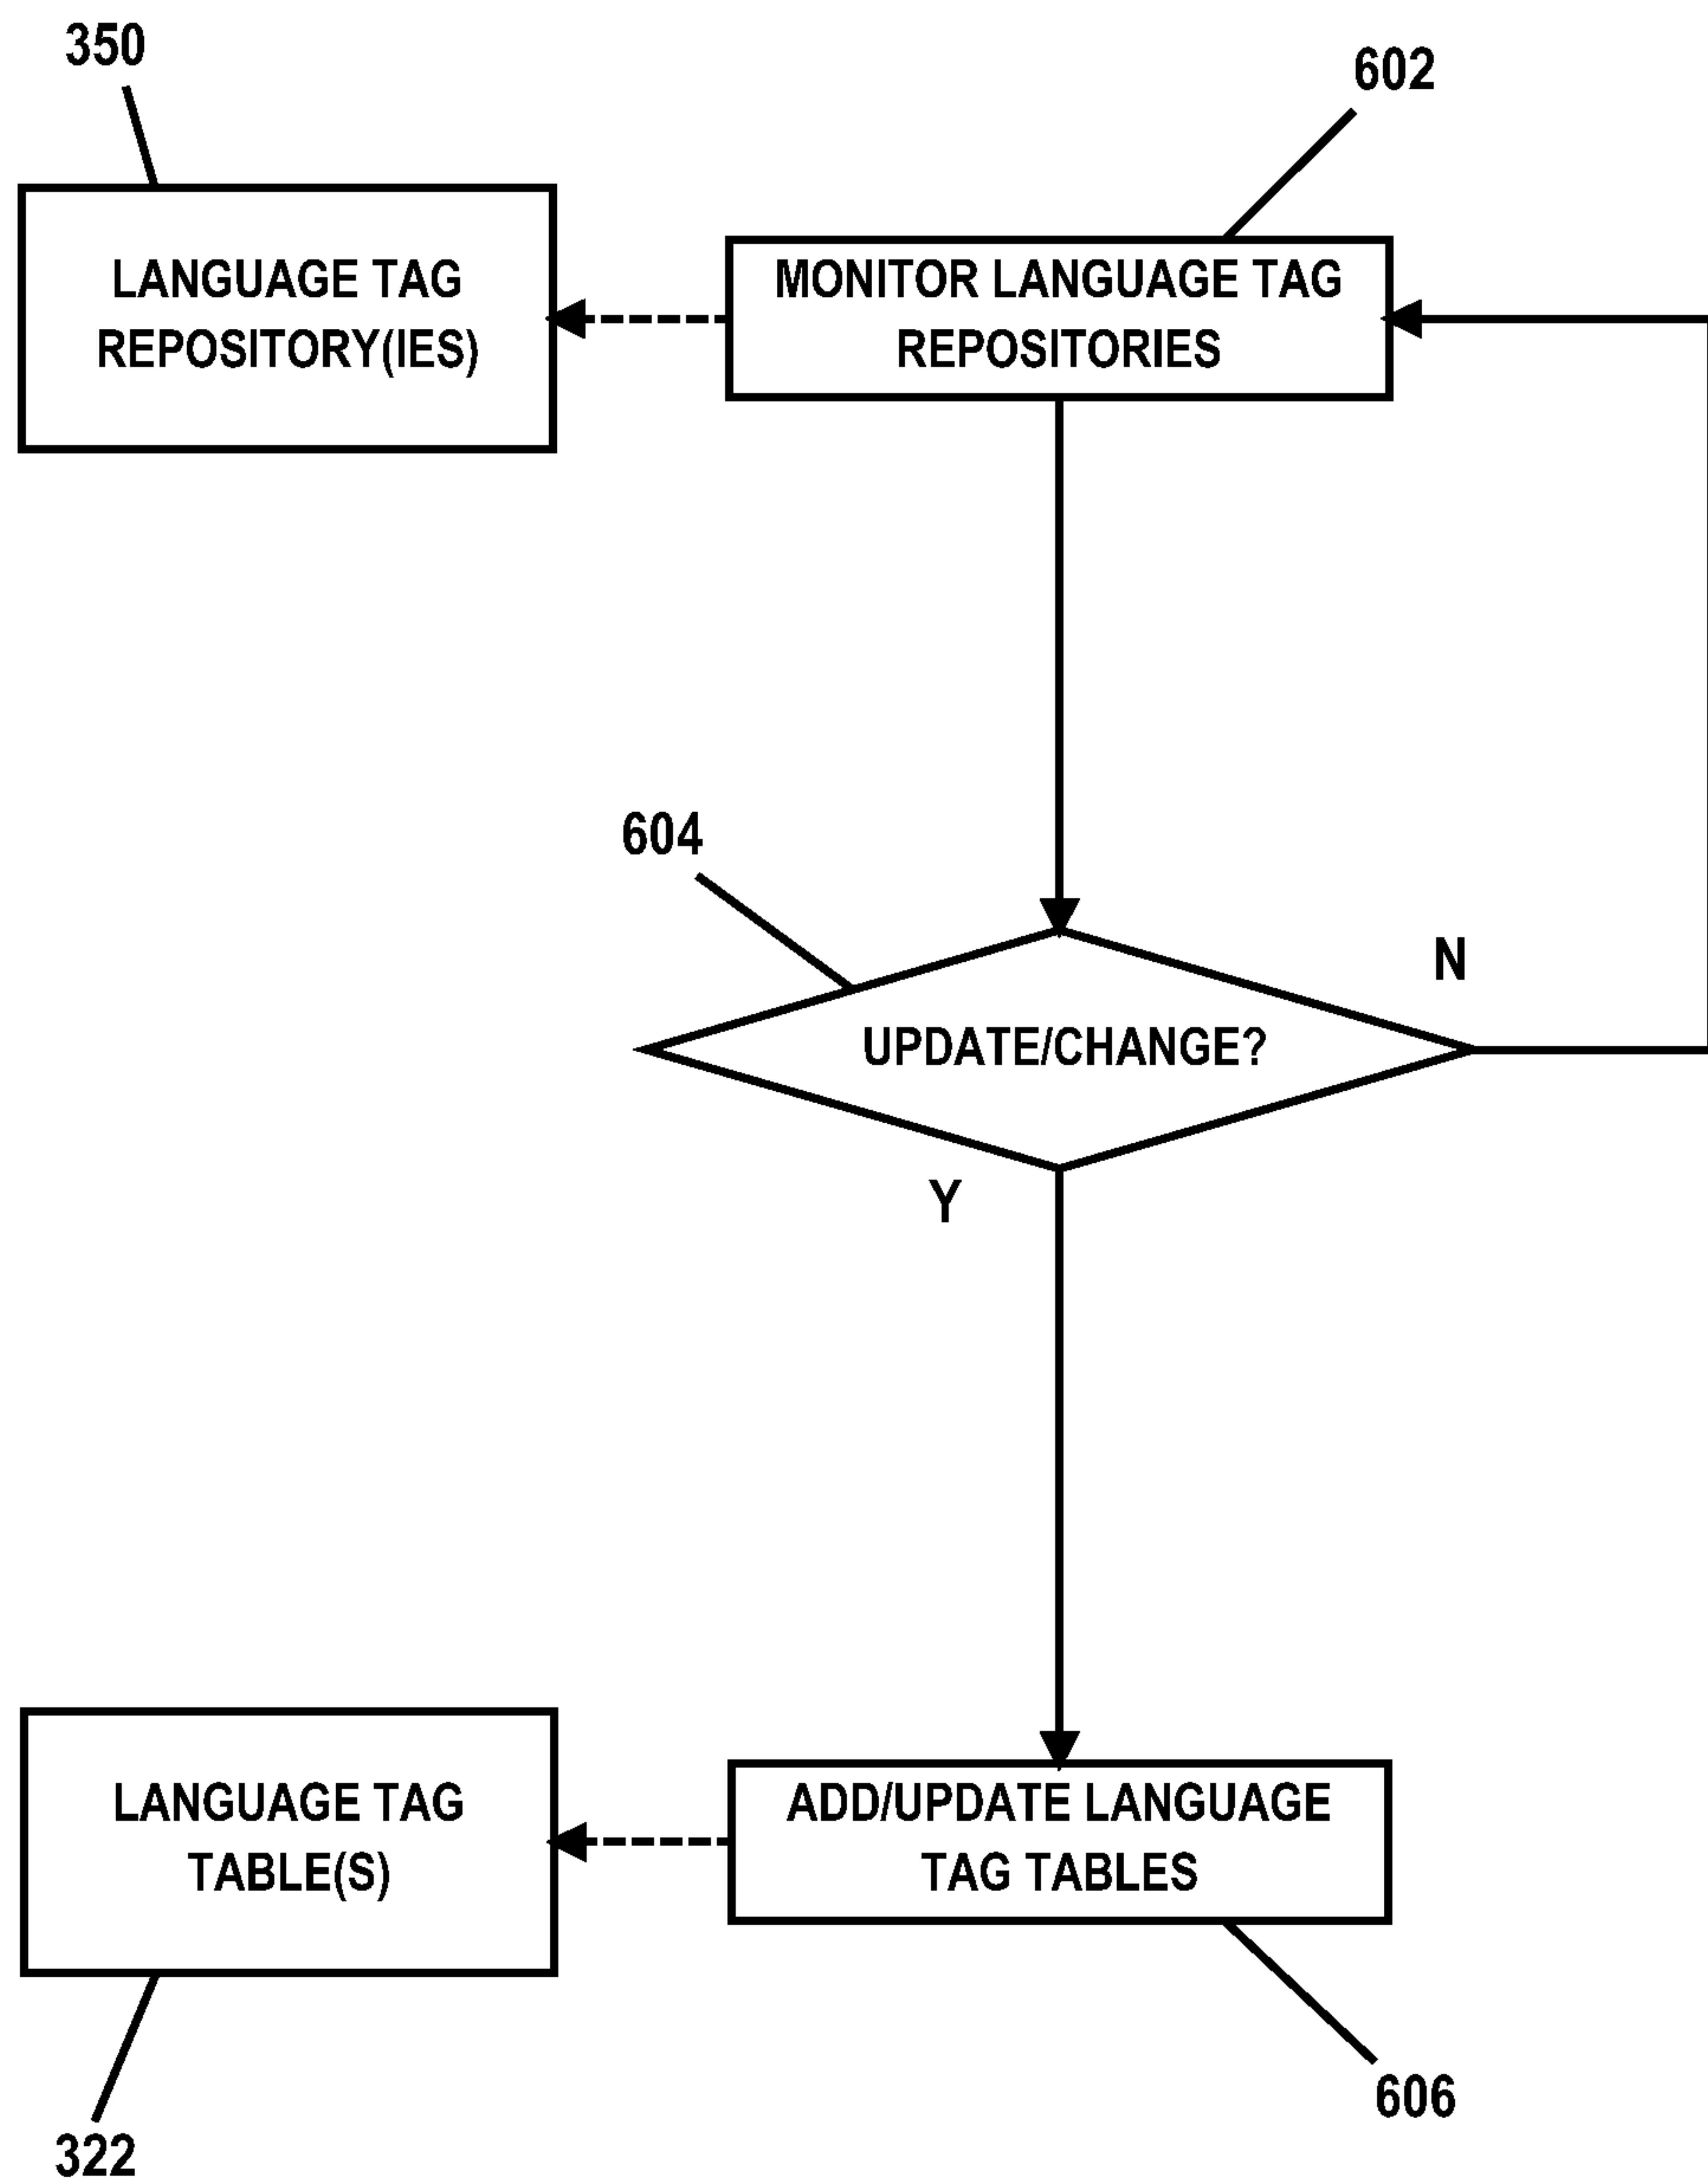 350
602
LANGUAGE TAG
REPOSITORY(IES)
MONITOR LANGUAGE TAG
REPOSITORIES
604
N
UPDATE/CHANGE?
Y
LANGUAGE TAG
TABLE(S)
ADD/UPDATE LANGUAGE
TAG TABLES
606
322